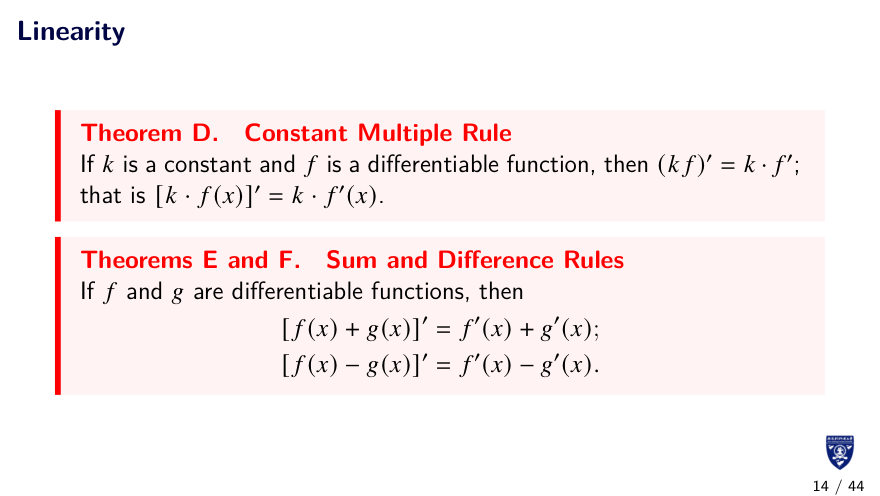 Linearity
Theorem D. Constant Multiple Rule
If k is a constant and f is a differentiable function, then (kf)′ = k · f′;
that is [k · f(x)]′ = k · f′(x).
Theorems E and F. Sum and Difference Rules
If f and g are differentiable functions, then
[f(x) + g(x)]′ = f′(x) + g′(x);
[f(x) − g(x)]′ = f′(x) − g′(x).
14 / 44